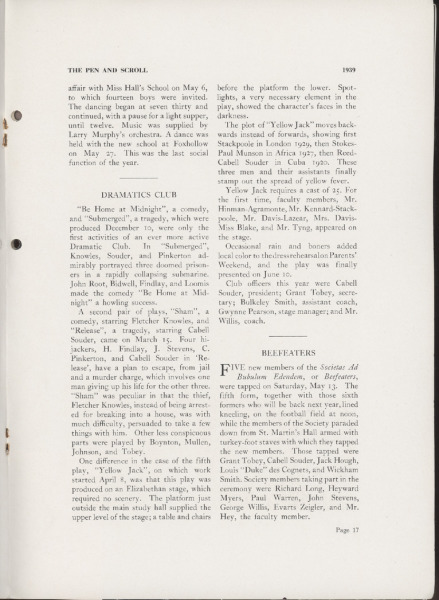 THE PEN AND SCROLL 1939
affair with Miss Hall's School on May 6,
to which fourteen boys were invited.
The dancing began at seven thirty and
continued, with a pause for a light supper,
until twelve. Music was supplied by
Larry Murphy's orchestra. A dance was
held with the new school at Foxhollow
on May 27. This was the last social
function of the year.
DRAMATICS CLUB
"Be Home at Midnight", a comedy,
and "Submerged", a tragedy, which were
produced December 10, were only the
first activities of an ever more active
Dramatic Club. In "Submerged",
Knowles, Souder, and Pinkerton ad-
mirably portrayed three doomed prison-
ers in a rapidly collapsing submarine.
John Root, Bidwell, Findlay, and Loomis
made the comedy "Be Home at Mid-
night" a howling success.
A second pair of plays, "Sham", a
comedy, starring Fletcher Knowles, and
"Release", a tragedy, starring Cabell
Souder, came on March 15. Four hi-
jackers, H. Findlay, J. Stevens, C.
Pinkerton, and Cabell Souder in 'Re-
lease', have a plan to escape, from jail
and a murder charge, which involves one
man giving up his life for the other three.
"Sham" was peculiar in that the thief,
Fletcher Knowles, instead of being arrest-
ed for breaking into a house, was with
much difficulty, persuaded to take a few
things with him. Other less conspicuous
parts were played by Boynton, Mullen,
Johnson, and Tobey.
One difference in the case of the fifth
play, "Yellow Jack", on which work
started April 8, was that this play was
produced on an Elizabethan stage, which
required no scenery. The platform just
outside the main study hall supplied the
upper level of the stage; a table and chairs
before the platform the lower. Spot-
lights, a very necessary element in the
play, showed the character's faces in the
darkness.
The plot of "Yellow Jack" moves back-
wards instead of forwards, showing first
Stackpoole in London 1929, then Stokes-
Paul Munson in Africa 1927, then Reed-
Cabell Souder in Cuba 1920. These
three men and their assistants finally
stamp out the spread of yellow fever.
Yellow Jack requires a cast of 25. For
the first time, faculty members, Mr.
Hinman-Agramonte, Mr. Kennard-Stack-
poole, Mr. Davis-Lazear, Mrs. Davis-
Miss Blake, and Mr. Tyng, appeared on
the stage.
Occasional rain and boners added
local color to the dress rehearsal on Parents'
Weekend, and the play was finally
presented on June 10.
Club officers this year were Cabell
Souder, president; Grant Tobey, secre-
tary; Bulkeley Smith, assistant coach,
Gwynne Pearson, stage manager; and Mr.
Willis, coach.
BEEFEATERS
FIVE new members of the Societas Ad
Bubulum Edendum, or Beefeaters,
were tapped on Saturday, May 13. The
fifth form, together with those sixth
formers who will be back next year, lined
kneeling, on the football field at noon,
while the members of the Society paraded
down from St. Martin's Hall armed with
turkey-foot staves with which they tapped
the new members. Those tapped were
Grant Tobey, Cabell Souder, Jack Hough,
Louis "Duke" des Cognets, and Wickham
Smith. Society members taking part in the
ceremony were Richard Long, Heyward
Myers, Paul Warren, John Stevens,
George Willis, Evarts Zeigler, and Mr.
Hey, the faculty member.
Page 17